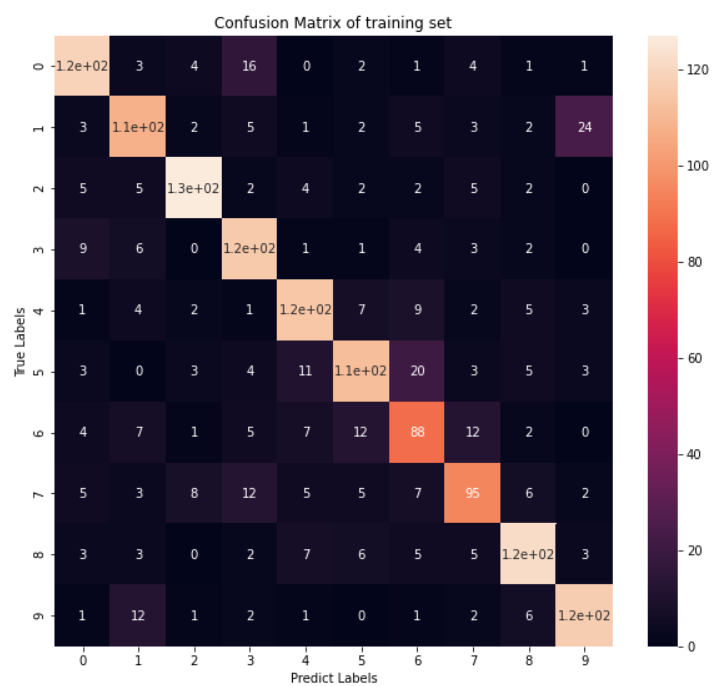 Confusion Matrix of training set
0 1.2e+02 3 4 16 0 2 1 4 1 1
1 3 1.1e+02 2 5 1 2 5 3 2 24
2 5 5 1.3e+02 2 4 2 2 5 2 0
3 9 6 0 1.2e+02 1 1 4 3 2 0
4 1 4 2 1 1.2e+02 7 9 2 5 3
5 3 0 3 4 11 1.1e+02 20 3 5 3
6 4 7 1 5 7 12 88 12 2 0
7 5 3 8 12 5 5 7 95 6 2
8 3 3 0 2 7 6 5 5 1.2e+02 3
9 1 12 1 2 1 0 1 2 6 1.2e+02
0 1 2 3 4 5 6 7 8 9
Predict Labels
True Labels
120
100
80
60
40
20
0